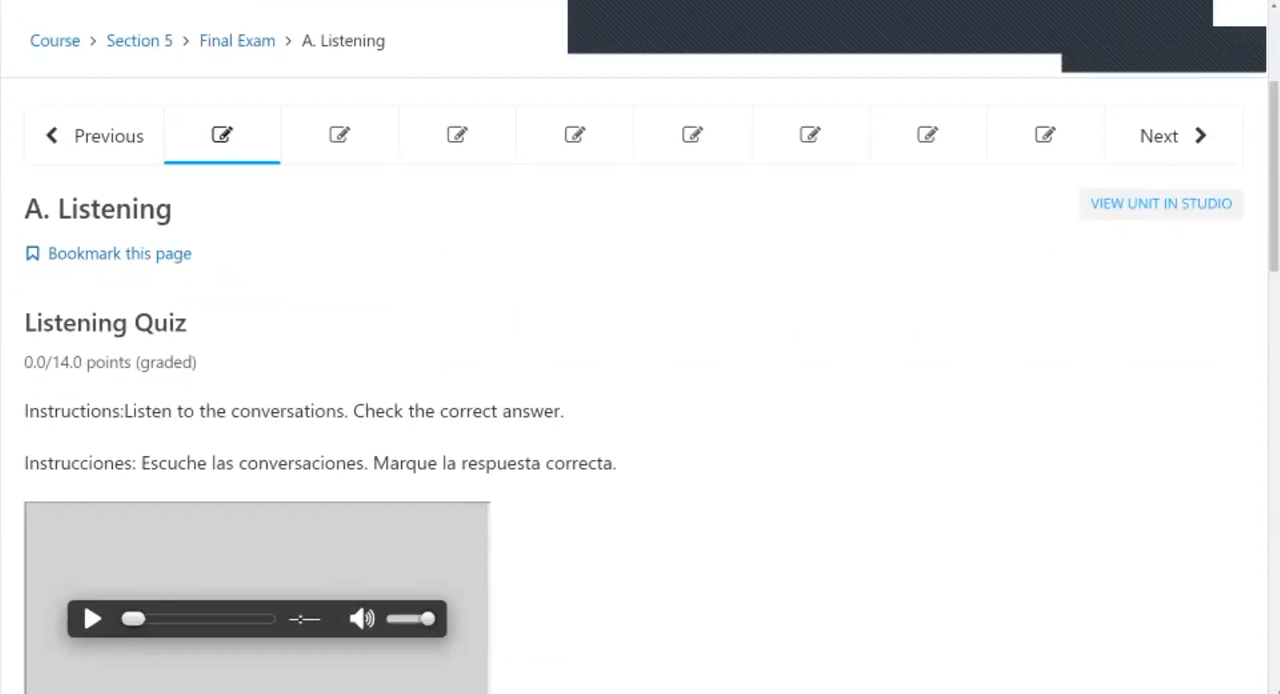 Course > Section 5 > Final Exam > A. Listening
Previous
Next
A. Listening
VIEW UNIT IN STUDIO
Bookmark this page
Listening Quiz
0.0/14.0 points (graded)
Instructions:Listen to the conversations. Check the correct answer.
Instrucciones: Escuche las conversaciones. Marque la respuesta correcta.
--:--